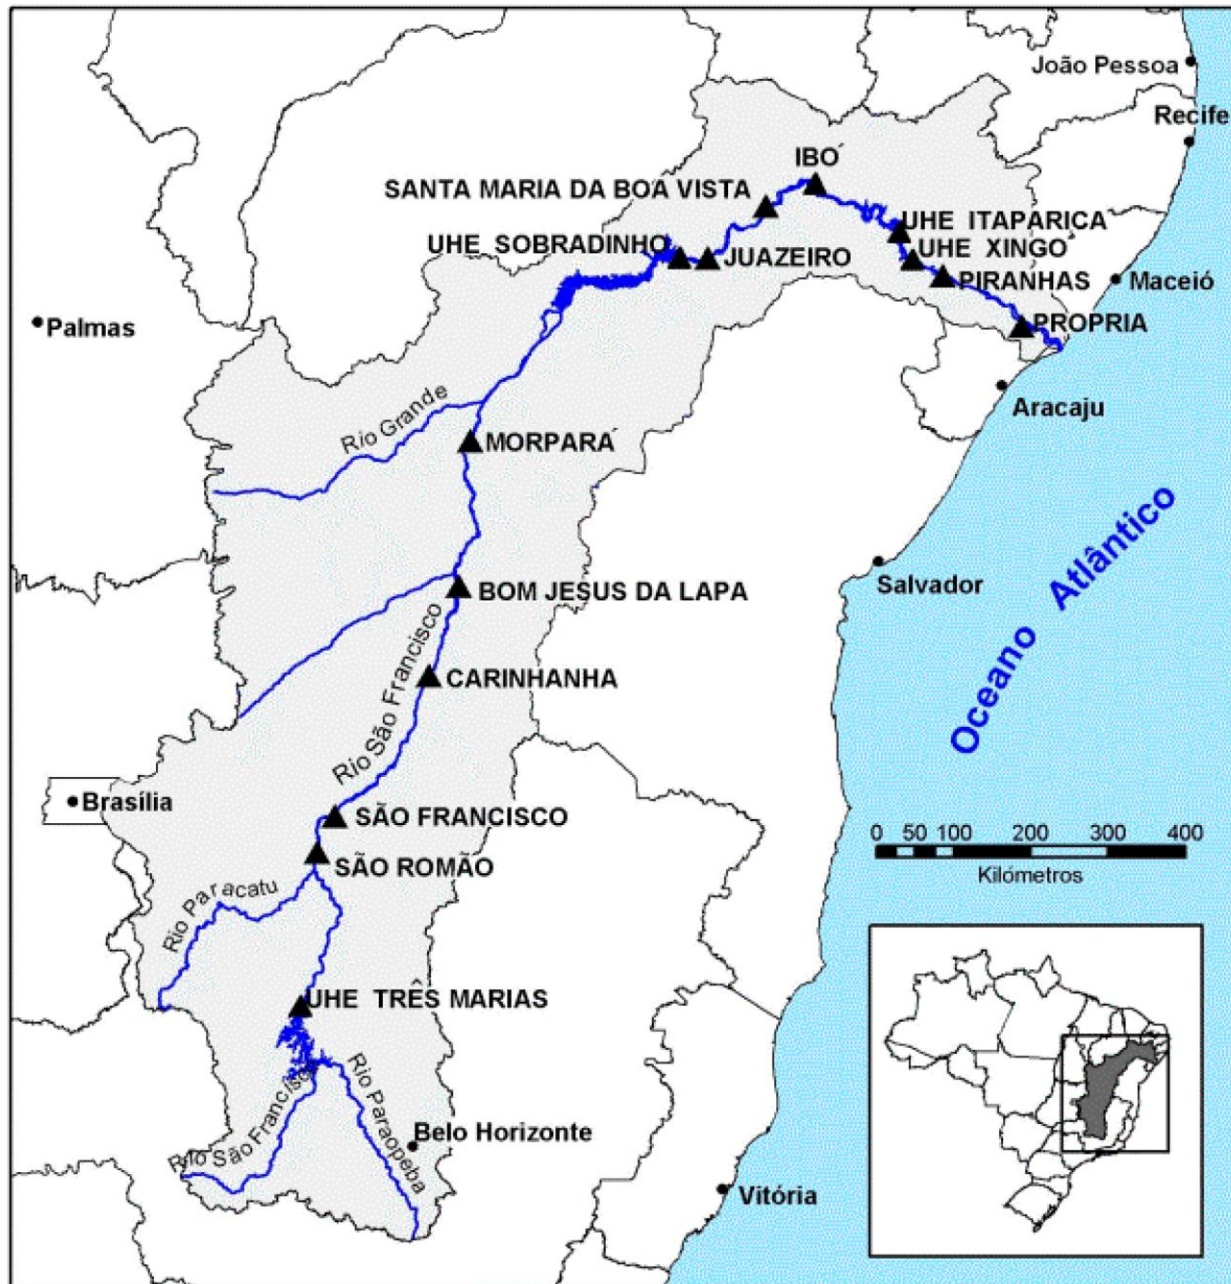 João Pessoa
Recife
IBÓ
SANTA MARIA DA BOA VISTA
UHE ITAPARICA
UHE SOBRADINHO
JUAZEIRO
UHE XINGO
PIRANHAS
Maceió
Palmas
PROPRIA
Aracaju
Rio Grande
MORPARÁ
Salvador
Oceano Atlântico
BOM JESUS DA LAPA
Rio São Francisco
CARINHANHA
Brasília
SÃO FRANCISCO
SÃO ROMÃO
0 50 100 200 300 400
Kilómetros
Rio Paracatu
UHE TRÊS MARIAS
Rio São Francisco
Rio Paraopeba
Belo Horizonte
Vitória